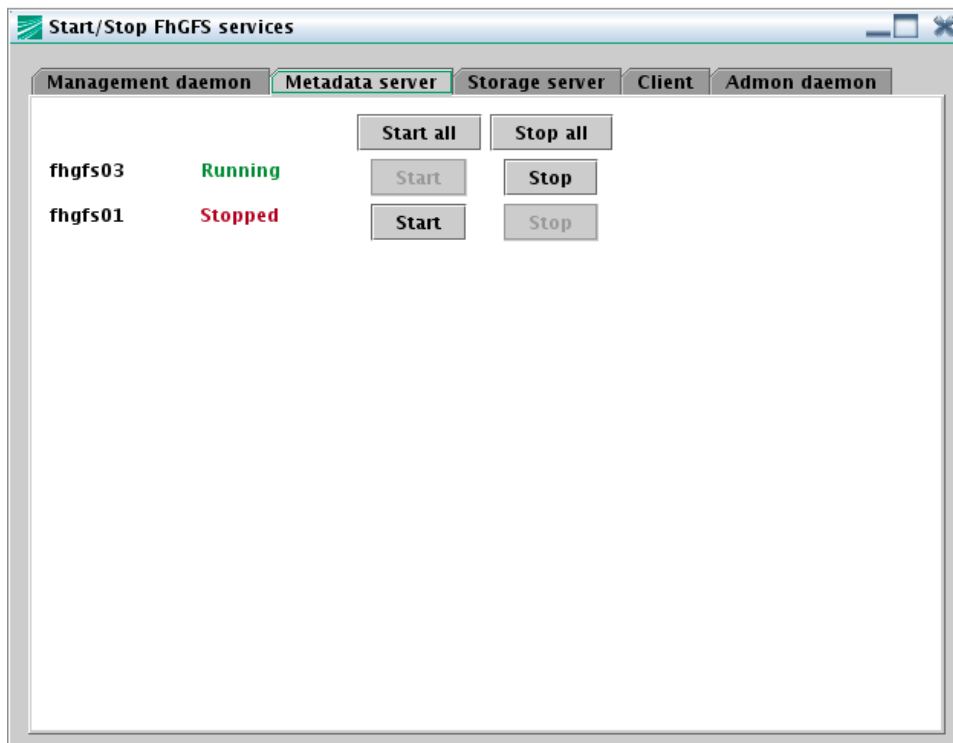 Start/Stop FhGFS services
Management daemon Metadata server Storage server Client Admon daemon
Start all Stop all
fhgfs03 Running Start Stop
fhgfs01 Stopped Start Stop